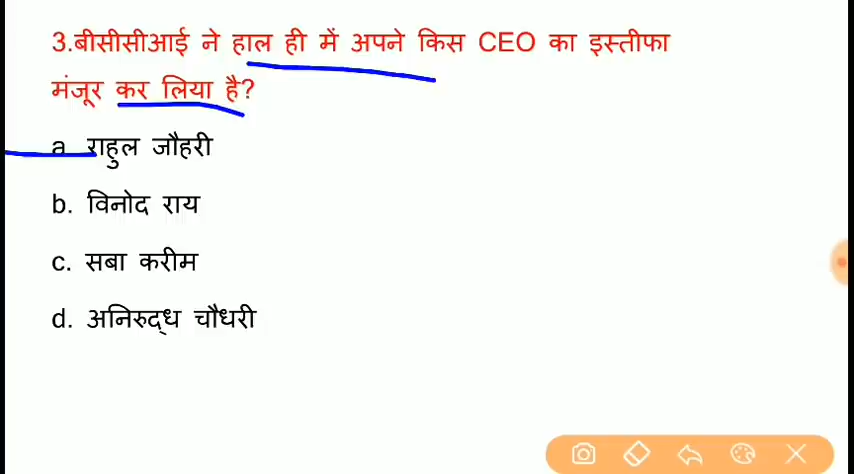 3.बीसीसीआई ने हाल ही में अपने किस CEO का इस्तीफा
मंजूर कर लिया है?
a. राहुल जौहरी
b. विनोद राय
c. सबा करीम
d. अनिरुद्ध चौधरी